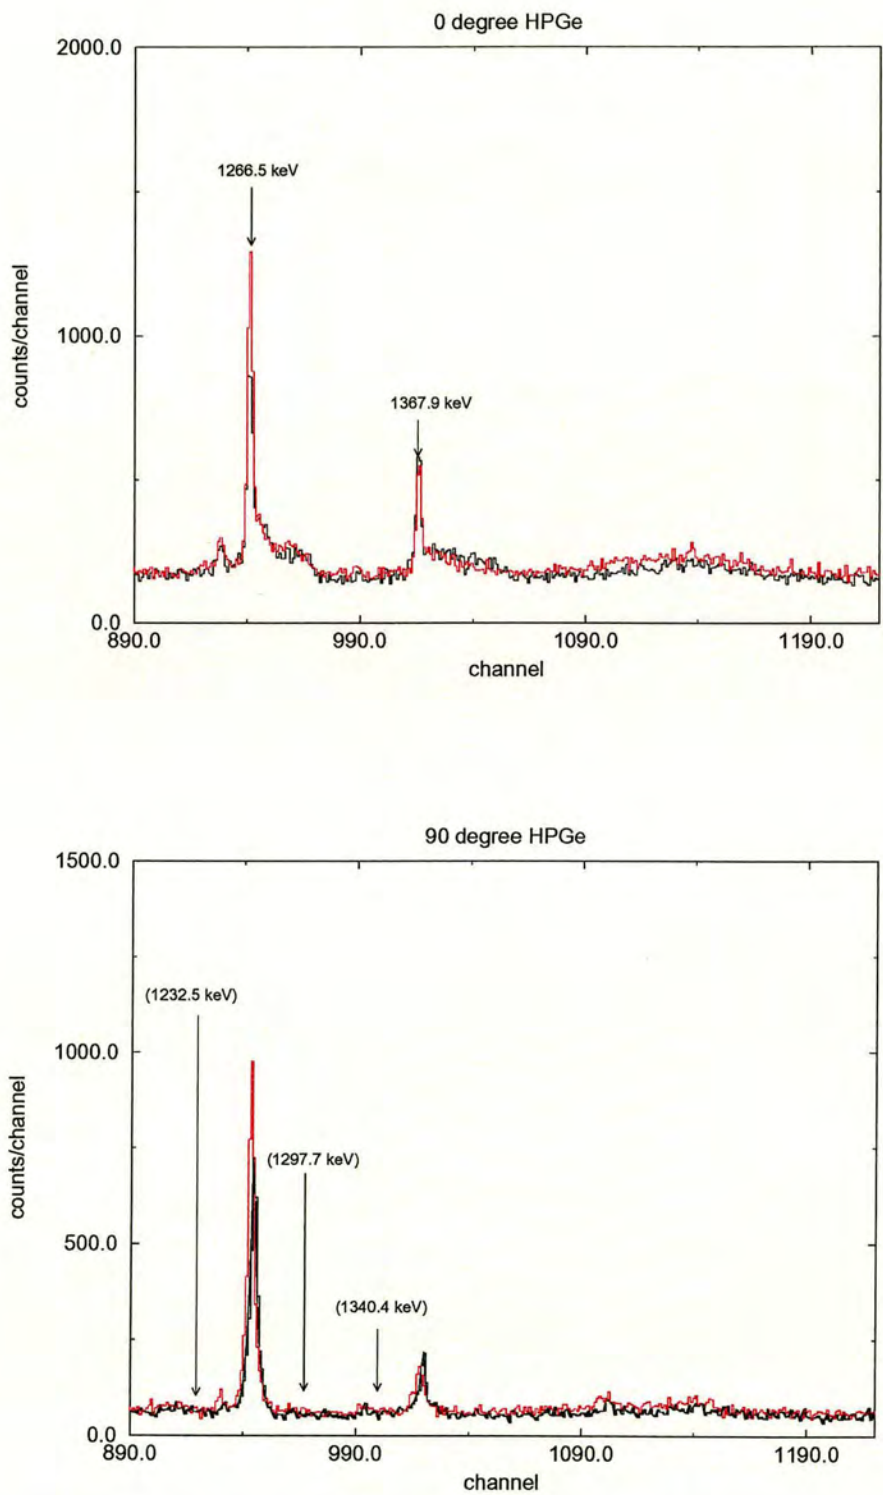 0 degree HPGe
2000.0
1266.5 keV
counts/channel
1000.0
1367.9 keV
0.0
890.0 990.0 1090.0 1190.0
channel
90 degree HPGe
1500.0
(1232.5 keV)
1000.0
(1297.7 keV)
counts/channel
500.0
(1340.4 keV)
0.0
890.0 990.0 1090.0 1190.0
channel